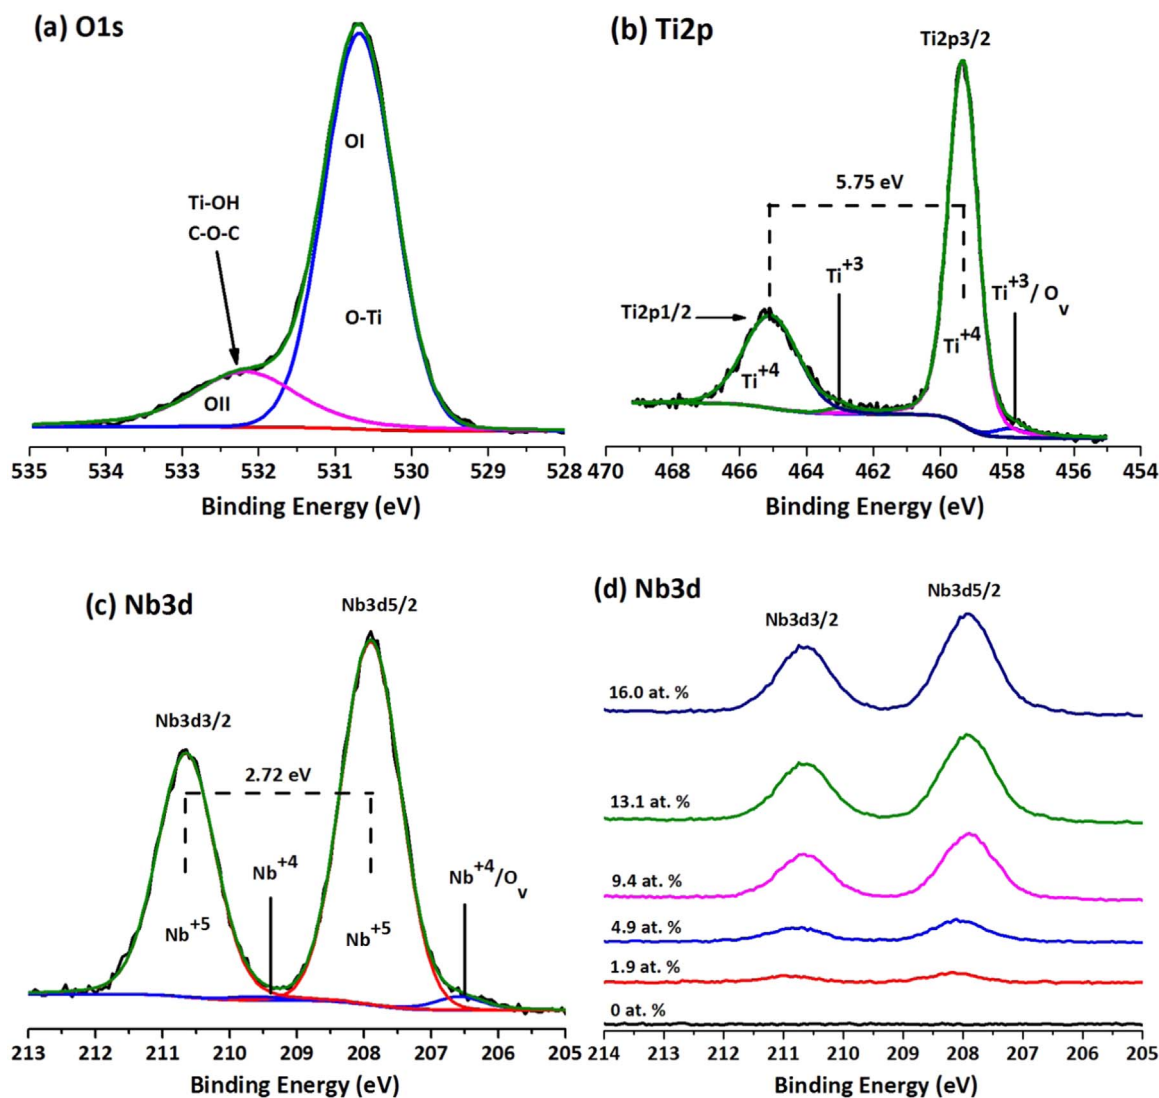 (a) O1s
OI
Ti-OH
C-O-C
O-Ti
OII
535 534 533 532 531 530 529 528
Binding Energy (eV)
(b) Ti2p
Ti2p3/2
5.75 eV
Ti+3
Ti+3/ Ov
Ti2p1/2
Ti+4
Ti+4
470 468 466 464 462 460 458 456 454
Binding Energy (eV)
(c) Nb3d
Nb3d5/2
Nb3d3/2
2.72 eV
Nb+4
Nb+4/Ov
Nb+5
Nb+5
213 212 211 210 209 208 207 206 205
Binding Energy (eV)
(d) Nb3d
Nb3d5/2
Nb3d3/2
16.0 at. %
13.1 at. %
9.4 at. %
4.9 at. %
1.9 at. %
0 at. %
214 213 212 211 210 209 208 207 206 205
Binding Energy (eV)